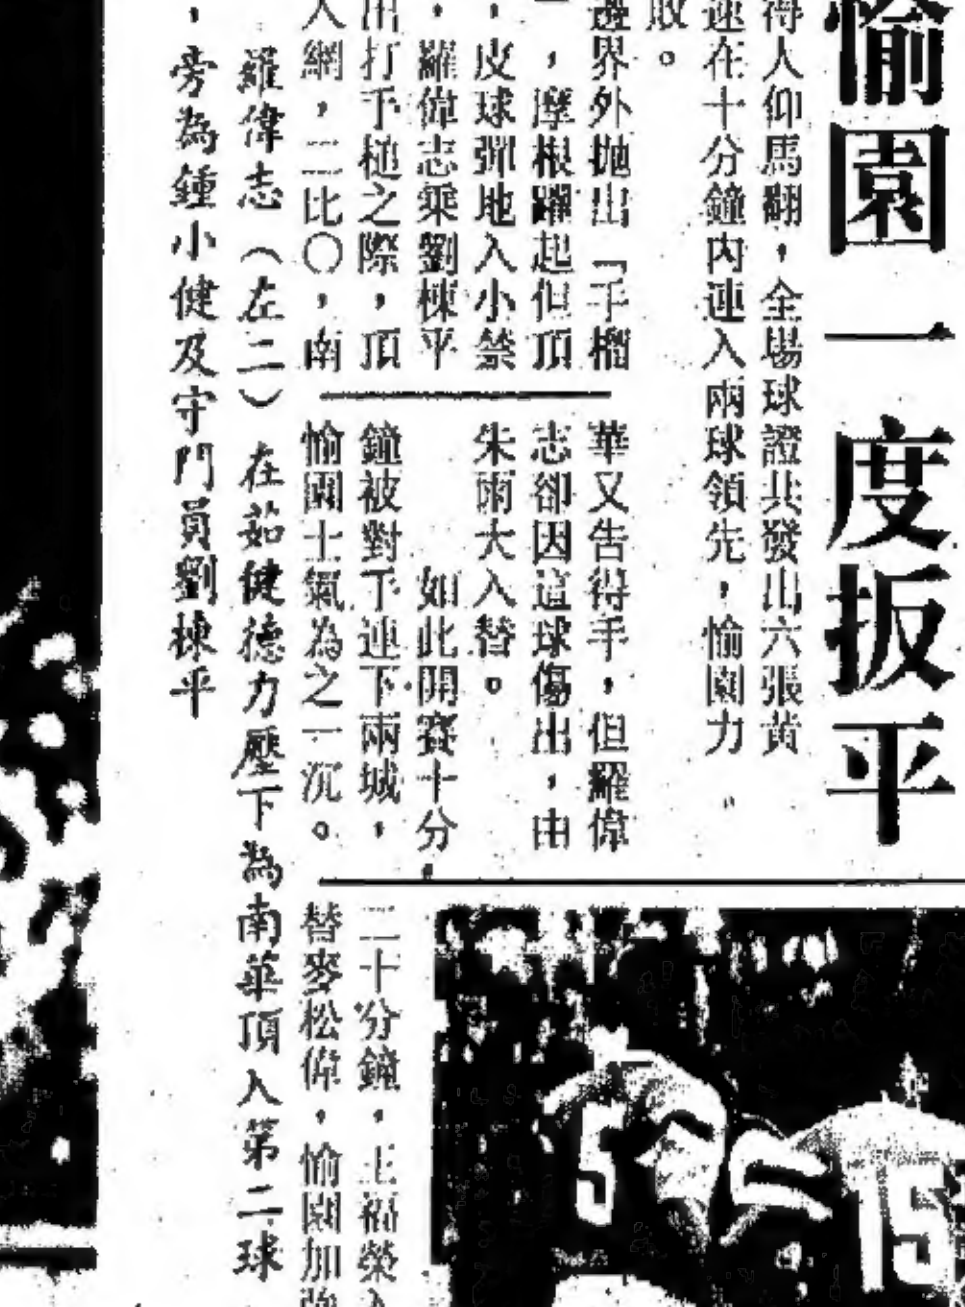 愉園一度扳平
得人仰馬翻，全場球證共發出六張黃
連在十分鐘內連入兩球領先，愉園力
敗。
邊界外拋出「手榴
，摩根躍起但頂
，皮球彈地入小禁
，羅偉志乘劉棟平
出打手槌之際，頂
入網，二比〇，南
華又告得手，但羅偉
志卻因這球傷出，由
朱雨大入替。
如此開賽十分
鐘被對手連下兩城，
愉園士氣為之一沉。
二十分鐘，王福榮入
替麥松偉，愉園加強
羅偉志（左二）在茹健德力壓下為南華頂入第二球
，旁為鍾小健及守門員劉棟平
5
15